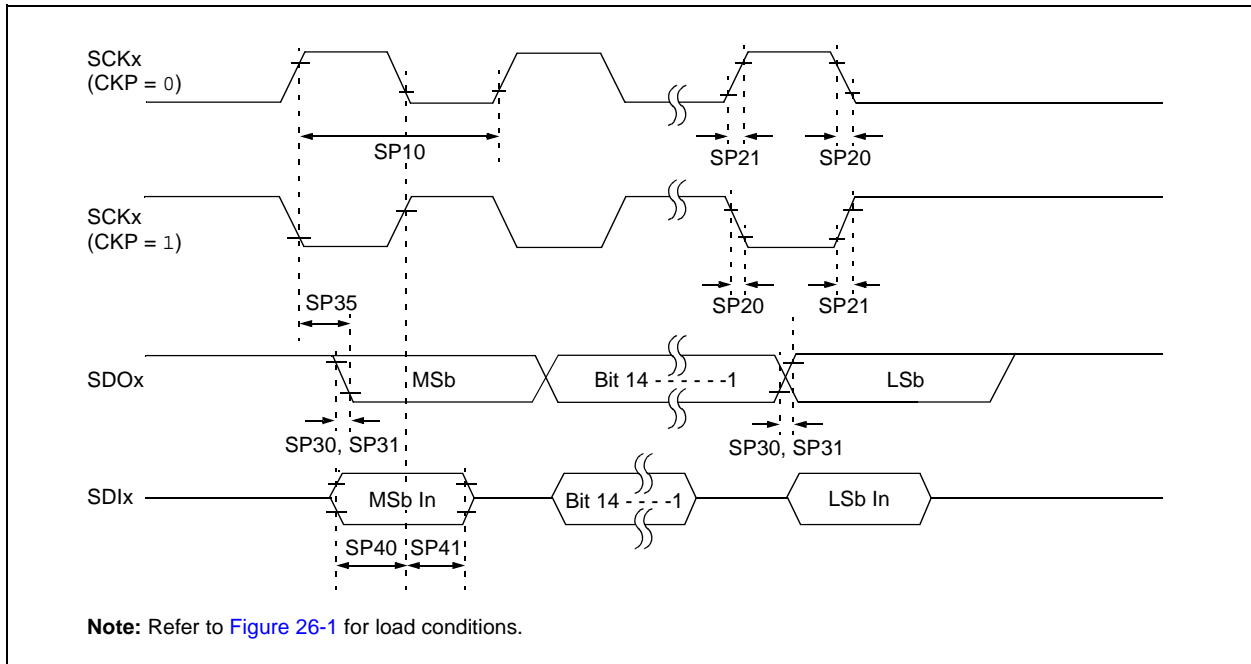 SCKx
(CKP = 0)
SP10
SP21
SP20
SCKx
(CKP = 1)
SP35
SP20
SP21
SDOx
MSb
Bit 14 - - - - - -1
LSb
SP30, SP31
SP30, SP31
SDIx
MSb In
Bit 14 - - - -1
LSb In
SP40
SP41
Note: Refer to Figure 26-1 for load conditions.